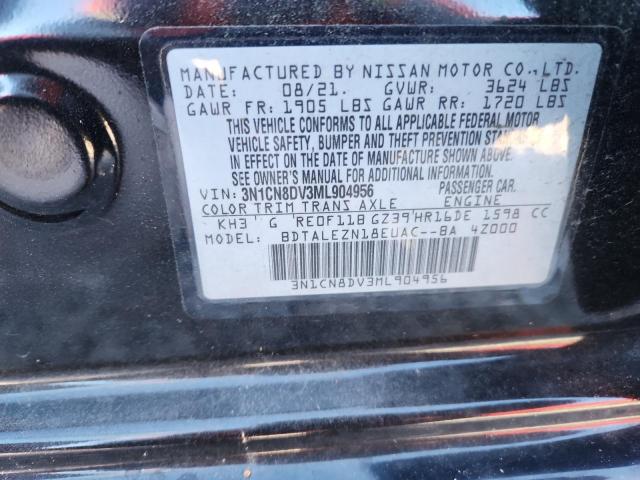 MANUFACTURED BY NISSAN MOTOR CO.,LTD.
DATE: 08/21. GVWR: 3624 LBS
GAWR FR: 1905 LBS GAWR RR: 1720 LBS
THIS VEHICLE CONFORMS TO ALL APPLICABLE FEDERAL MOTOR
VEHICLE SAFETY, BUMPER AND THEFT PREVENTION STANDARDS
IN EFFECT ON THE DATE OF MANUFACTURE SHOWN ABOVE.
SEE OWNER'S MANUAL FOR ADDITIONAL INFORMATION.
VIN: 3N1CN8DV3ML904956 PASSENGER CAR.
COLOR TRIM TRANS AXLE ENGINE
KH3 G RE0F11B GZ39 HR16DE 1598 CC
MODEL: BDTALEZN18EUAC--BA 4Z000
3N1CN8DV3ML904956